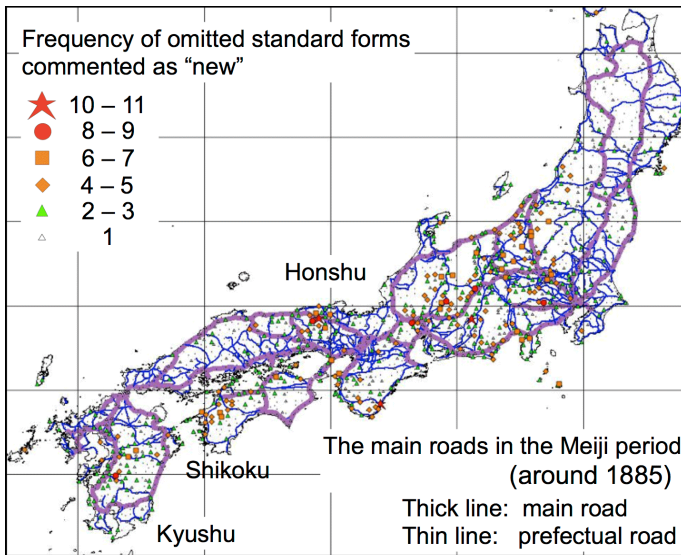 Frequency of omitted standard forms
commented as “new”
10 – 11
8 – 9
6 – 7
4 – 5
2 – 3
1
Honshu
The main roads in the Meiji period
(around 1885)
Shikoku
Thick line: main road
Thin line: prefectual road
Kyushu